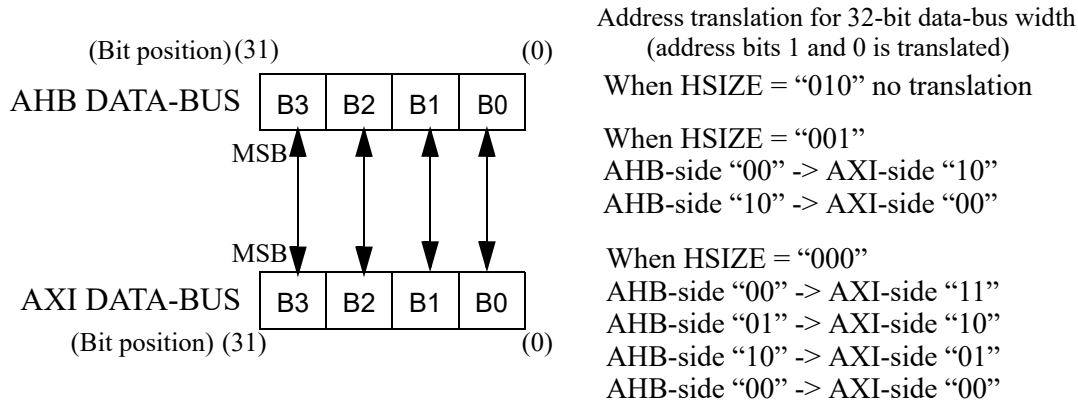 (Bit position) (31) (0)
AHB DATA-BUS B3 B2 B1 B0
MSB
MSB
AXI DATA-BUS B3 B2 B1 B0
(Bit position) (31) (0)
Address translation for 32-bit data-bus width
(address bits 1 and 0 is translated)
When HSIZE = “010” no translation
When HSIZE = “001”
AHB-side “00” -> AXI-side “10”
AHB-side “10” -> AXI-side “00”
When HSIZE = “000”
AHB-side “00” -> AXI-side “11”
AHB-side “01” -> AXI-side “10”
AHB-side “10” -> AXI-side “01”
AHB-side “00” -> AXI-side “00”